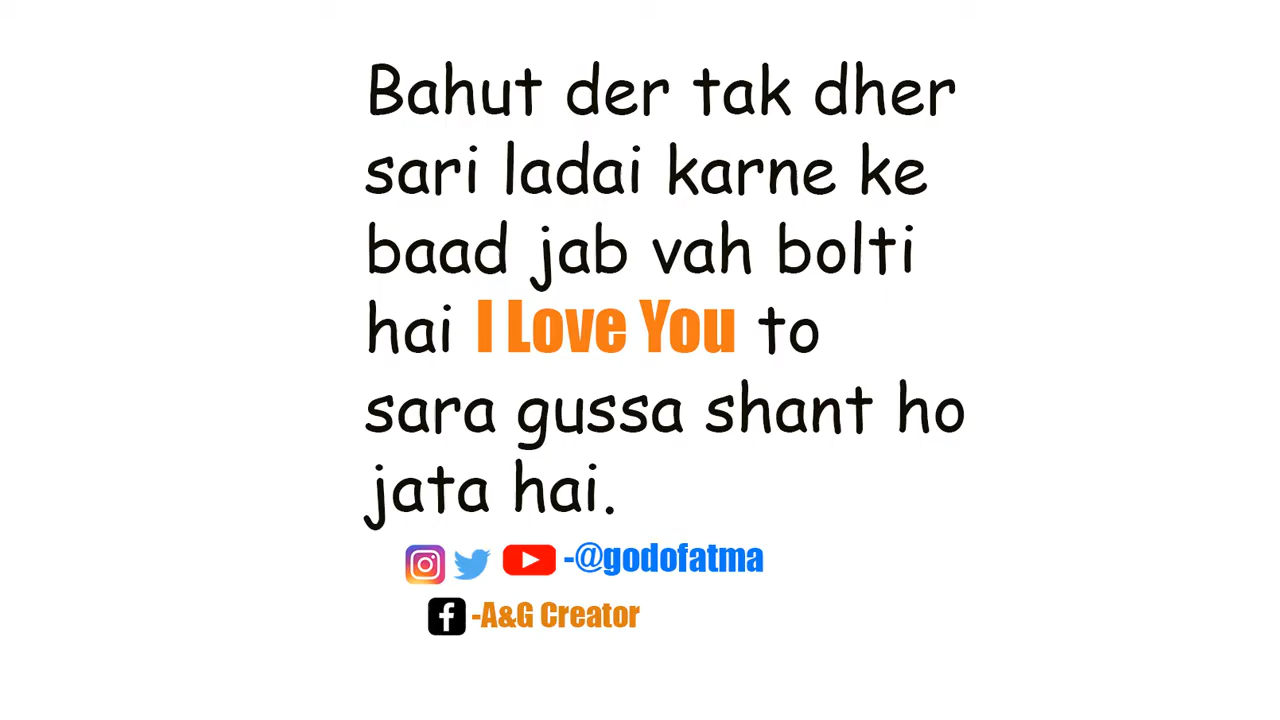 Bahut der tak dher
sari ladai karne ke
baad jab vah bolti
hai I Love You to
sara gussa shant ho
jata hai.
-@godofatma
-A&G Creator